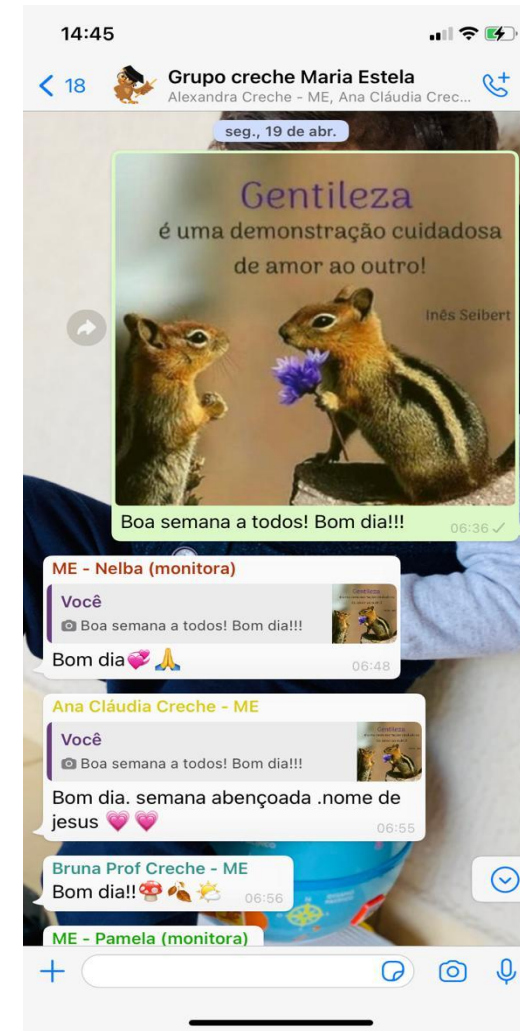 14:45
18
Grupo creche Maria Estela
Alexandra Creche - ME, Ana Cláudia Crec...
seg., 19 de abr.
Gentileza
é uma demonstração cuidadosa
de amor ao outro!
Inês Seibert
Boa semana a todos! Bom dia!!!
06:36
ME - Nelba (monitora)
Você
Boa semana a todos! Bom dia!!!
Bom dia💞🙏
06:48
Ana Cláudia Creche - ME
Você
Boa semana a todos! Bom dia!!!
Bom dia. semana abençoada .nome de
jesus 💗 💗
06:55
Bruna Prof Creche - ME
Bom dia!!🍄🍂🌤️
06:56
ME - Pamela (monitora)